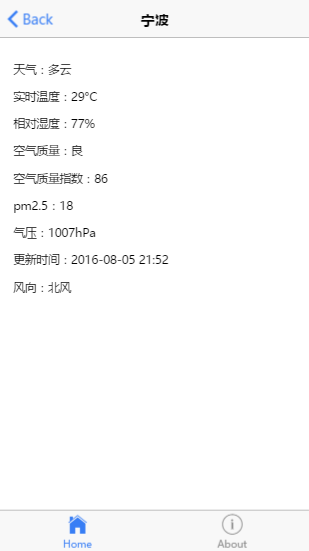 Back
宁波
天气：多云
实时温度：29°C
相对湿度：77%
空气质量：良
空气质量指数：86
pm2.5：18
气压：1007hPa
更新时间：2016-08-05 21:52
风向：北风
Home
About